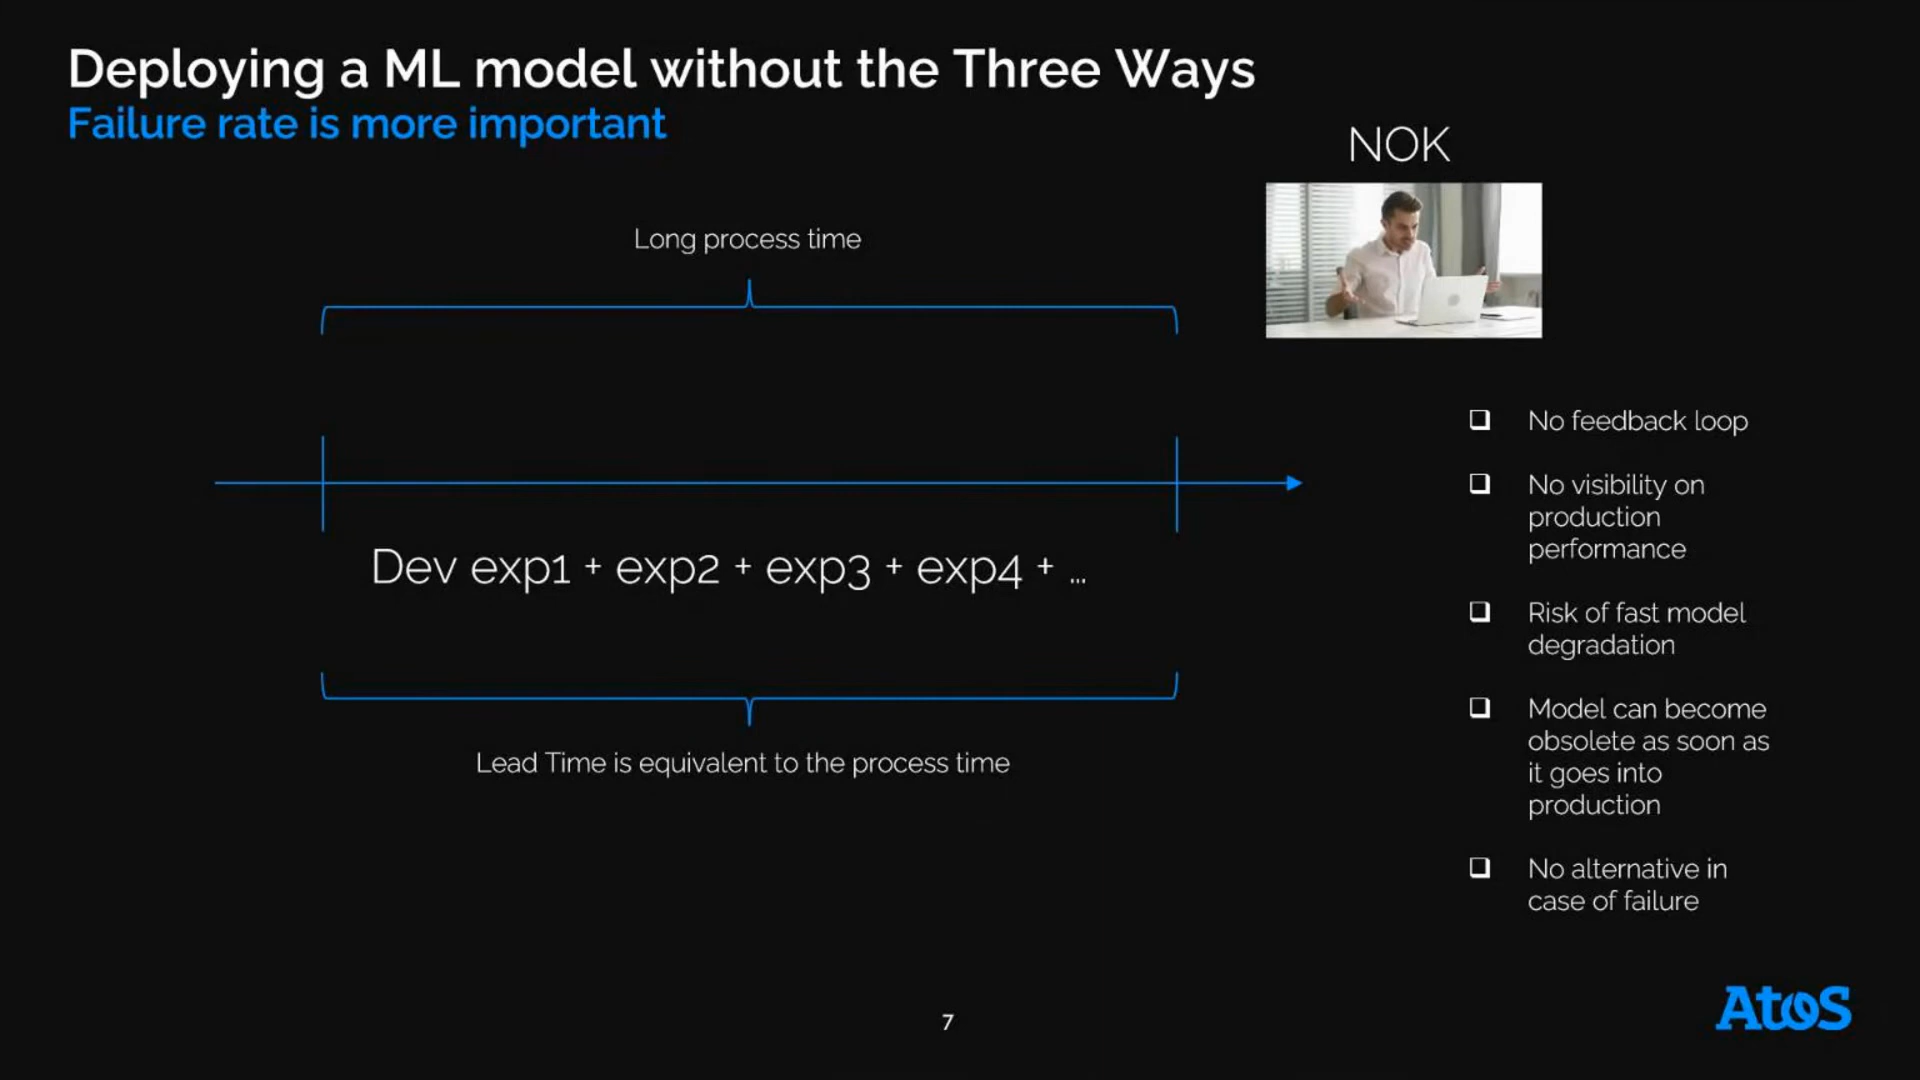 Deploying a ML model without the Three Ways
Failure rate is more important
NOK
Long process time
Dev exp1 + exp2 + exp3 + exp4 + ...
Lead Time is equivalent to the process time
No feedback loop
No visibility on
production
performance
Risk of fast model
degradation
Model can become
obsolete as soon as
it goes into
production
No alternative in
case of failure
7
Atos